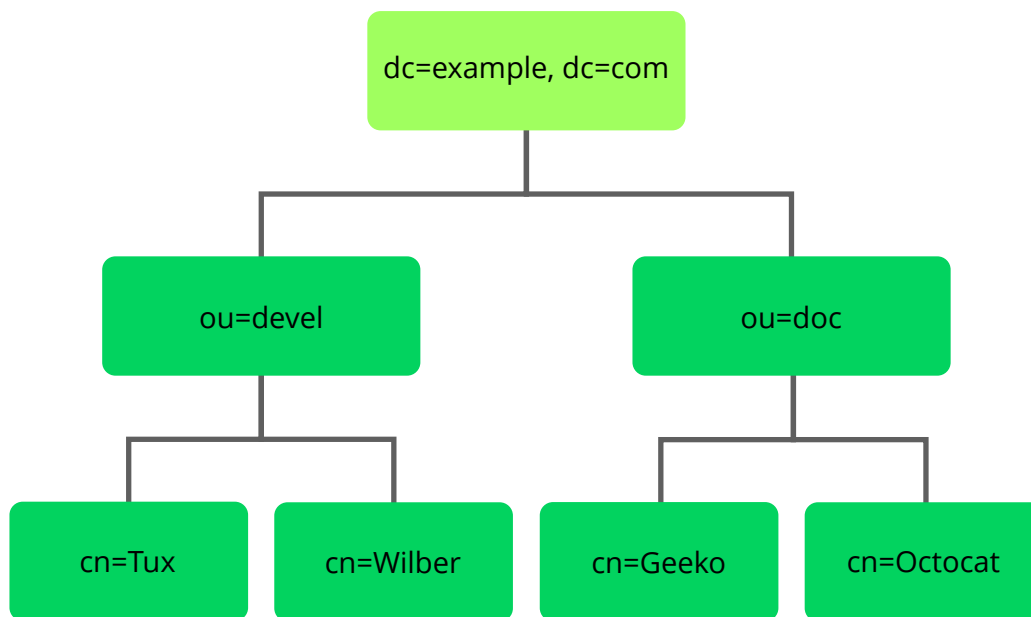 dc=example, dc=com
ou=devel
ou=doc
cn=Tux
cn=Wilber
cn=Geeko
cn=Octocat